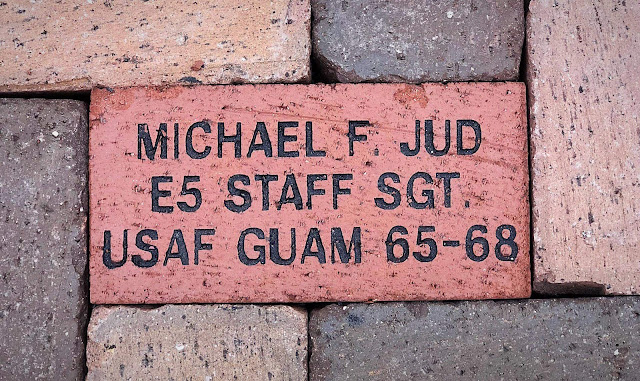 MICHAEL F. JUD
E5 STAFF SGT.
USAF GUAM 65-68